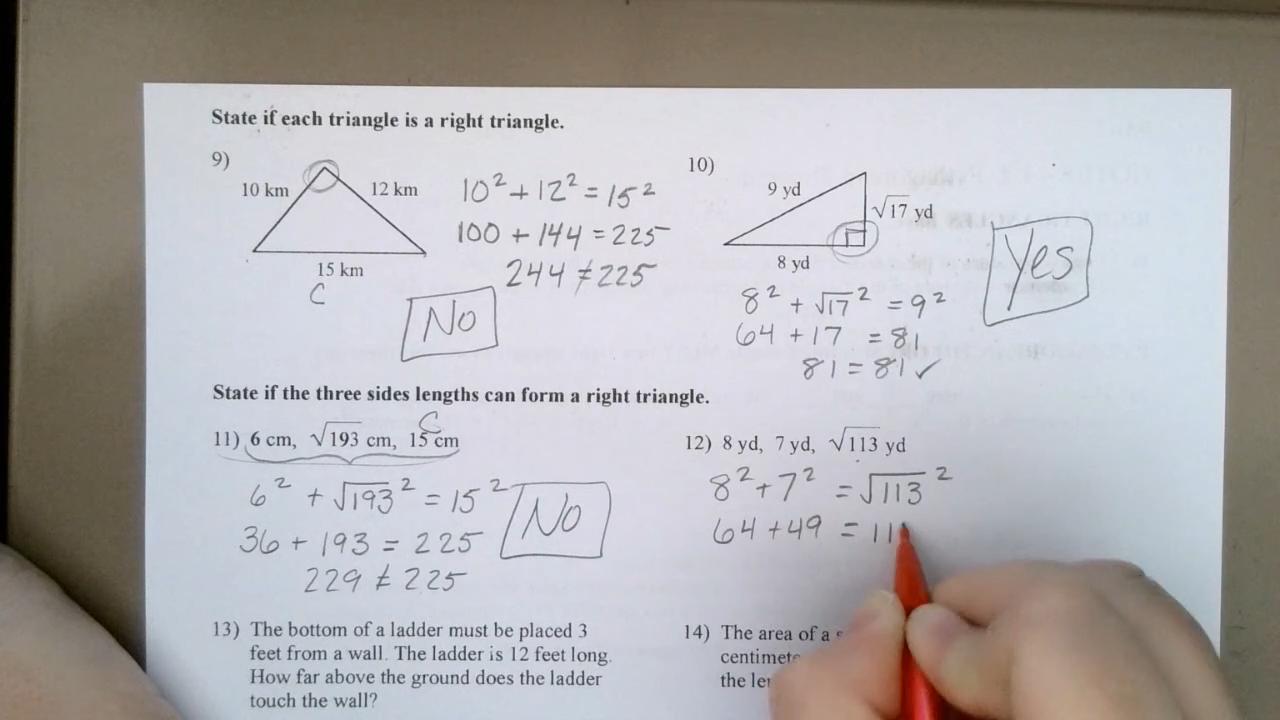 State if each triangle is a right triangle.
9)
10 km
12 km
15 km
C
10² + 12² = 15²
100 + 144 = 225
244 ≠ 225
No
10)
9 yd
√17 yd
8 yd
8² + √17² = 9²
64 + 17 = 81
81 = 81 ✓
Yes
State if the three sides lengths can form a right triangle.
C
11) 6 cm, √193 cm, 15 cm
6² + √193² = 15²
36 + 193 = 225
229 ≠ 225
No
12) 8 yd, 7 yd, √113 yd
8² + 7² = √113²
64 + 49 = 11
13) The bottom of a ladder must be placed 3
feet from a wall. The ladder is 12 feet long.
How far above the ground does the ladder
touch the wall?
14) The area of a